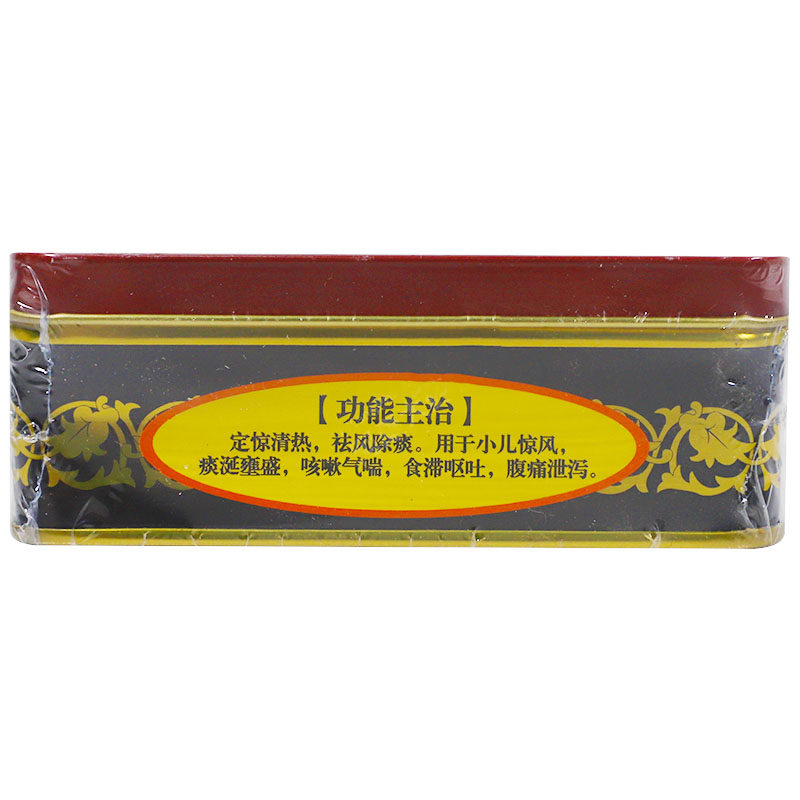 【功能主治】
定惊清热，祛风除痰。用于小儿惊风，
痰涎壅盛，咳嗽气喘，食滞呕吐，腹痛泄泻。